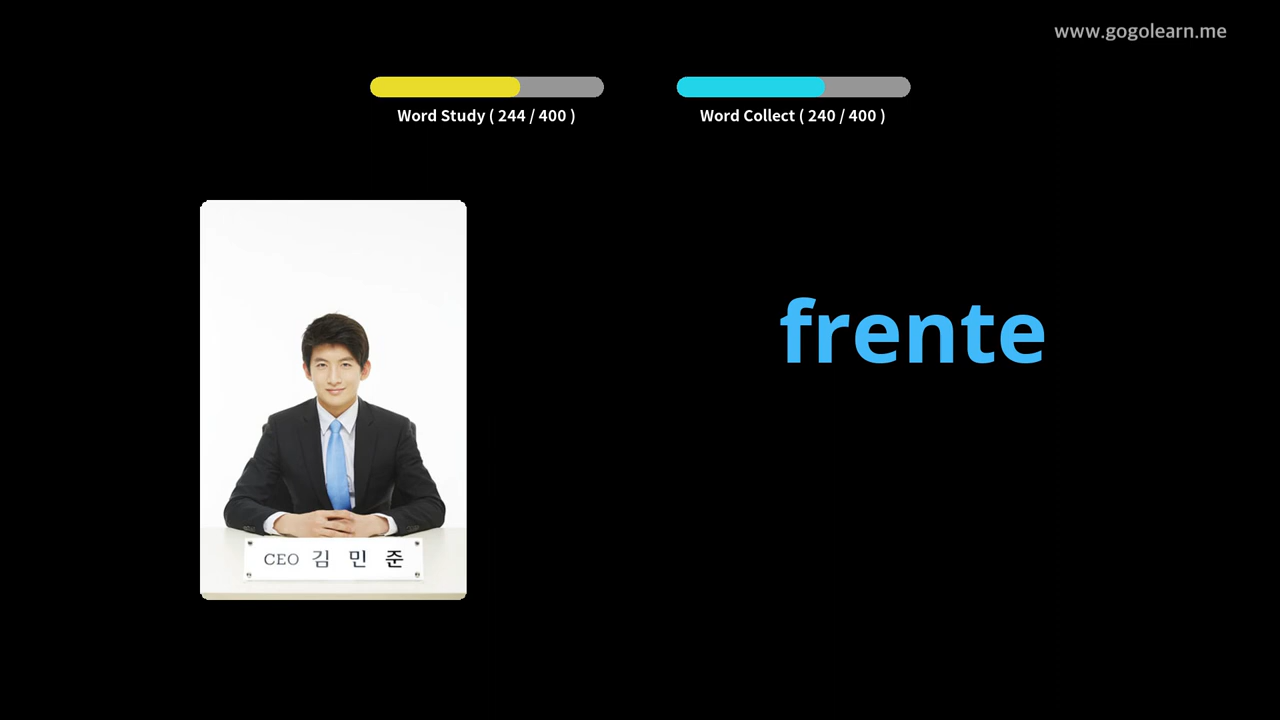 www.gogolearn.me
Word Study ( 244 / 400 )
Word Collect ( 240 / 400 )
frente
CEO 김 민 준